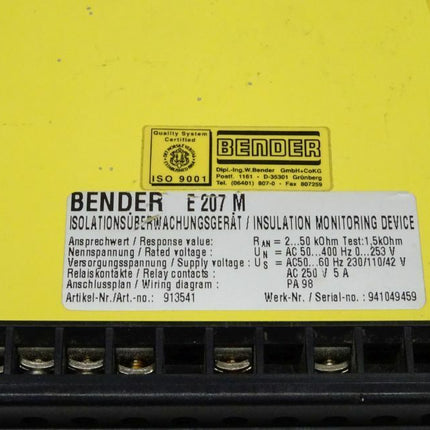 Quality System
Certified
ISO 9001
BENDER
Dipl.-Ing.W.Bender GmbH+CoKG
Postf. 1161 - D-35301 Grünberg
Tel. (06401) 807-0 - Fax 807259
BENDER E 207 M
ISOLATIONSÜBERWACHUNGSGERÄT / INSULATION MONITORING DEVICE
Ansprechwert / Response value: RAN = 2...50 kOhm Test:1,5kOhm
Nennspannung / Rated voltage : UN = AC 50...400 Hz 0...253 V
Versorgungsspannung / Supply voltage : US = AC50...60 Hz 230/110/42 V
Relaiskontakte / Relay contacts : AC 250 V 5 A
Anschlussplan / Wiring diagram : PA 98
Artikel-Nr./Art.-no.: 913541 Werk-Nr. / Serial-no.: 941049459